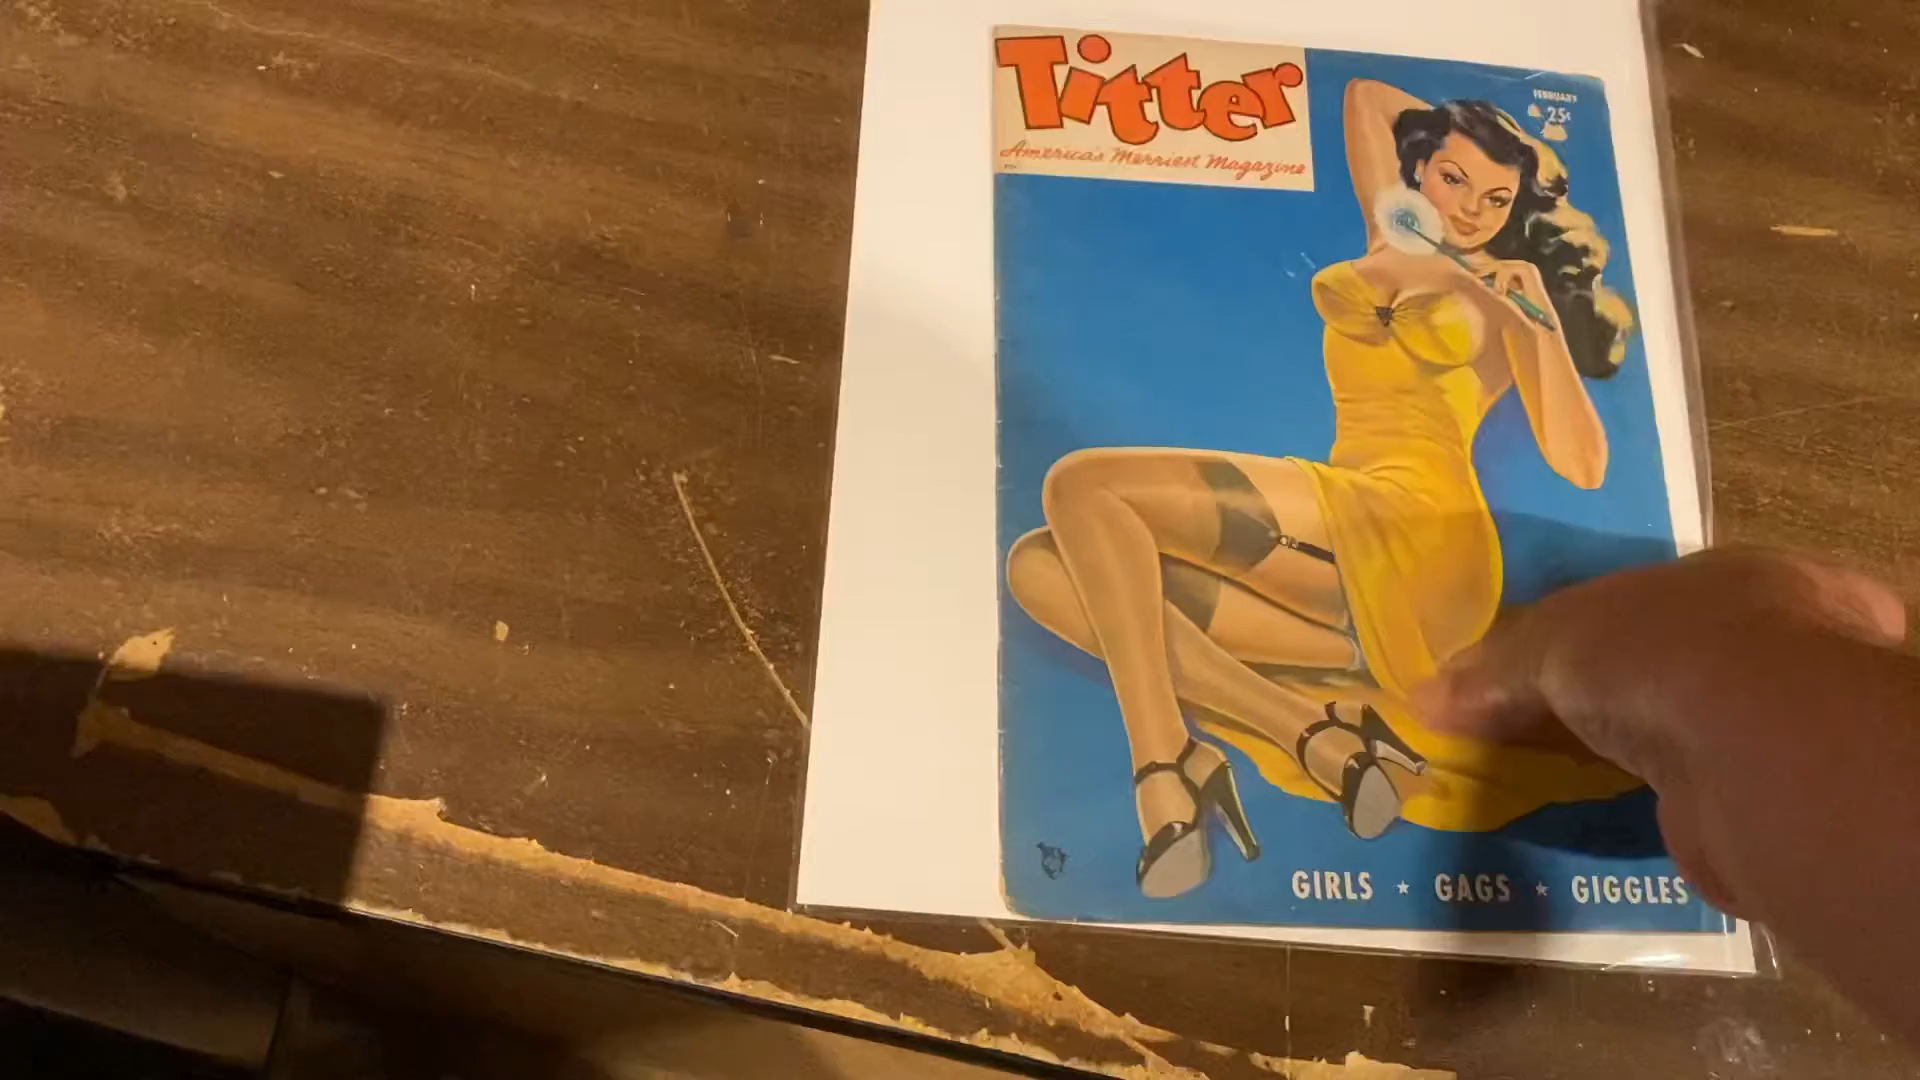 Titter
America's Merriest Magazine
FEBRUARY
25¢
GIRLS ★ GAGS ★ GIGGLES